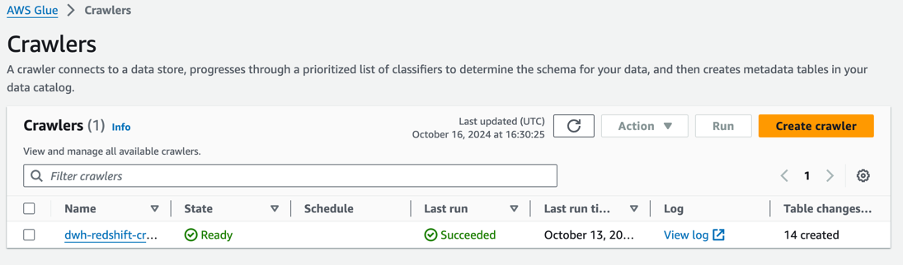 AWS Glue > Crawlers
Crawlers
A crawler connects to a data store, progresses through a prioritized list of classifiers to determine the schema for your data, and then creates metadata tables in your
data catalog.
Crawlers (1) Info
Last updated (UTC)
October 16, 2024 at 16:30:25
Action
Run
Create crawler
View and manage all available crawlers.
Filter crawlers
1
Name State Schedule Last run Last run ti... Log Table changes...
dwh-redshift-cr... Ready Succeeded October 13, 20... View log 14 created